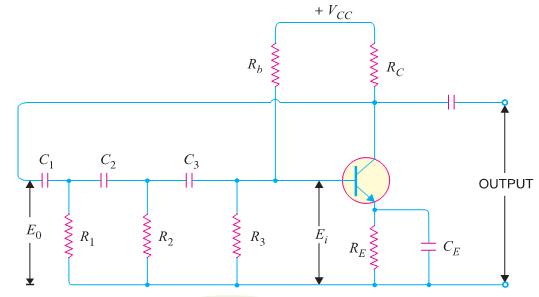 + V_CC
R_b
R_C
C_1
C_2
C_3
OUTPUT
E_0
R_1
R_2
R_3
E_i
R_E
C_E